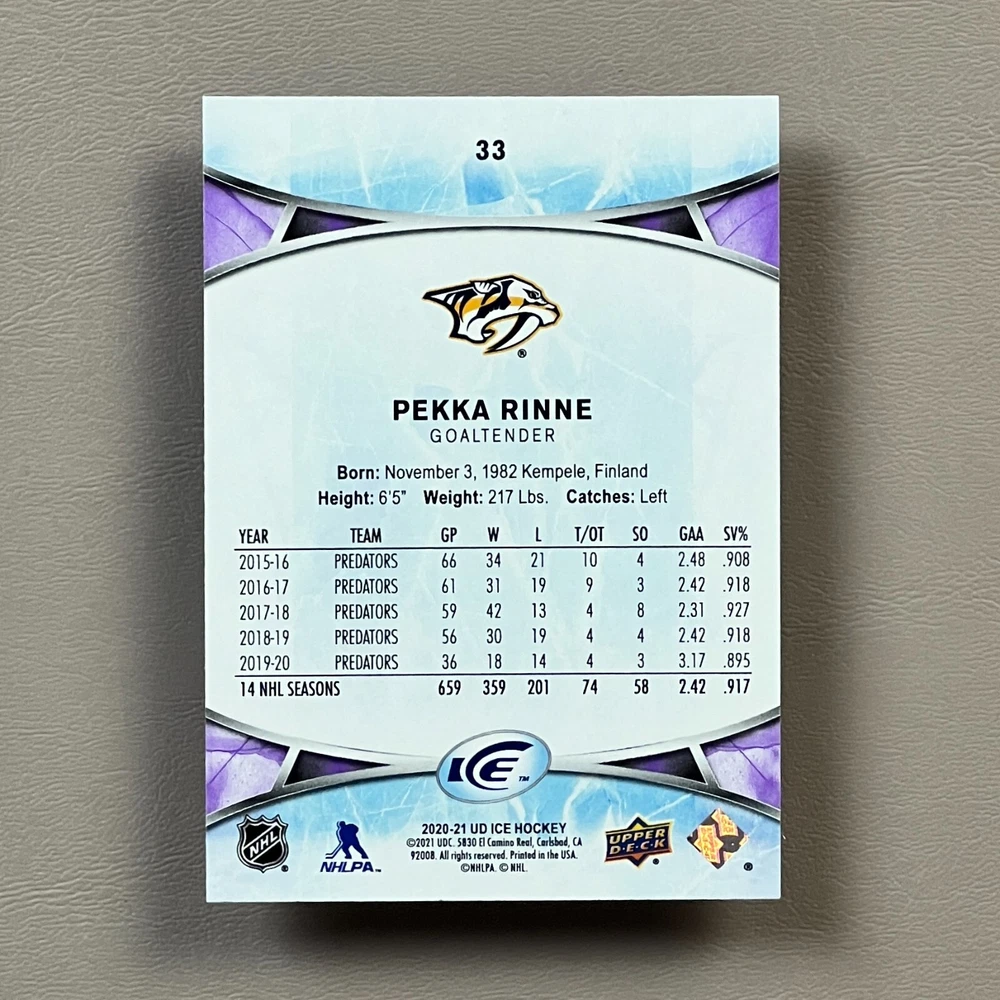 33
®
PEKKA RINNE
GOALTENDER
Born: November 3, 1982 Kempele, Finland
Height: 6'5" Weight: 217 Lbs. Catches: Left
YEAR TEAM GP W L T/OT SO GAA SV%
2015-16 PREDATORS 66 34 21 10 4 2.48 .908
2016-17 PREDATORS 61 31 19 9 3 2.42 .918
2017-18 PREDATORS 59 42 13 4 8 2.31 .927
2018-19 PREDATORS 56 30 19 4 4 2.42 .918
2019-20 PREDATORS 36 18 14 4 3 3.17 .895
14 NHL SEASONS 659 359 201 74 58 2.42 .917
ICE ™
NHL ®
NHLPA™
2020-21 UD ICE HOCKEY
©2021 UDC. 5830 El Camino Real, Carlsbad, CA
92008. All rights reserved. Printed in the USA.
©NHLPA. © NHL.
UPPER
D·E·C·K ®
®